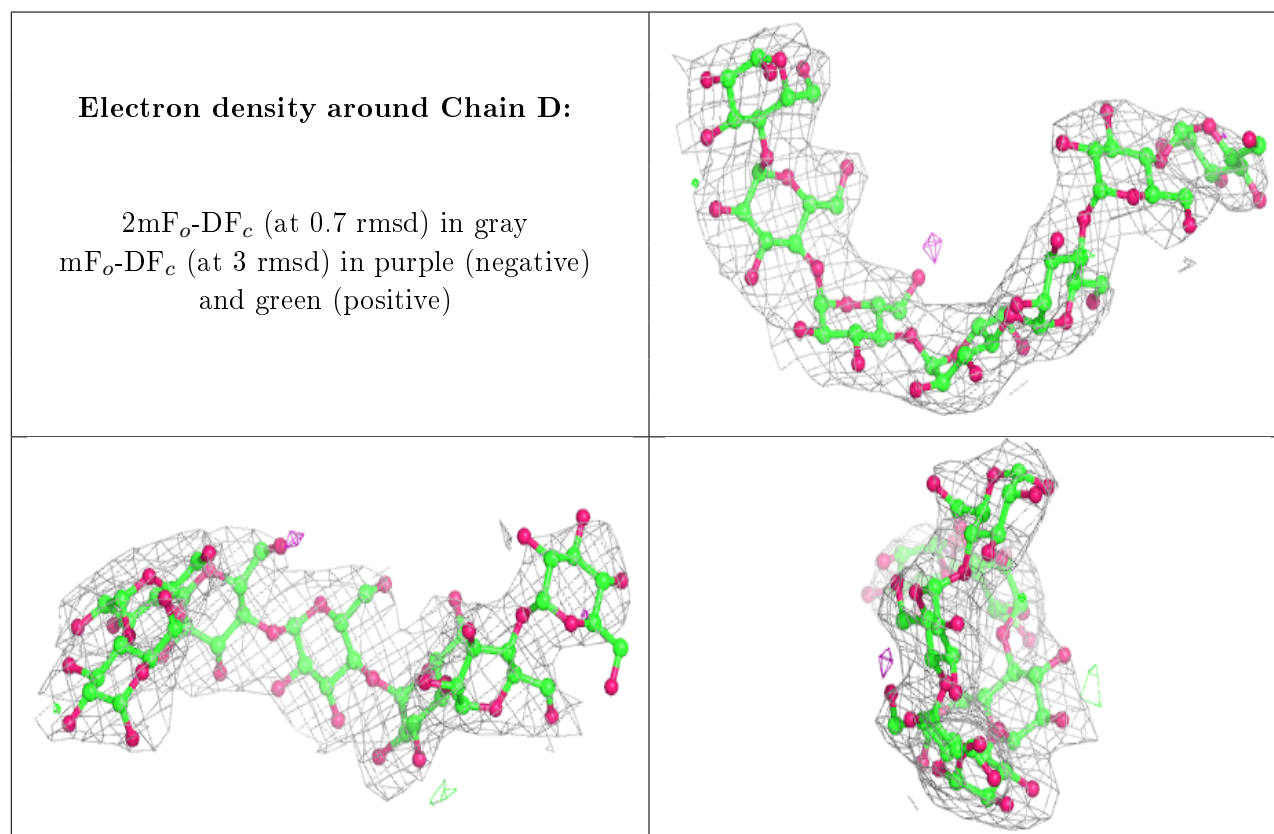 Electron density around Chain D:
2mFₒ-DF𝒸 (at 0.7 rmsd) in gray
mFₒ-DF𝒸 (at 3 rmsd) in purple (negative)
and green (positive)